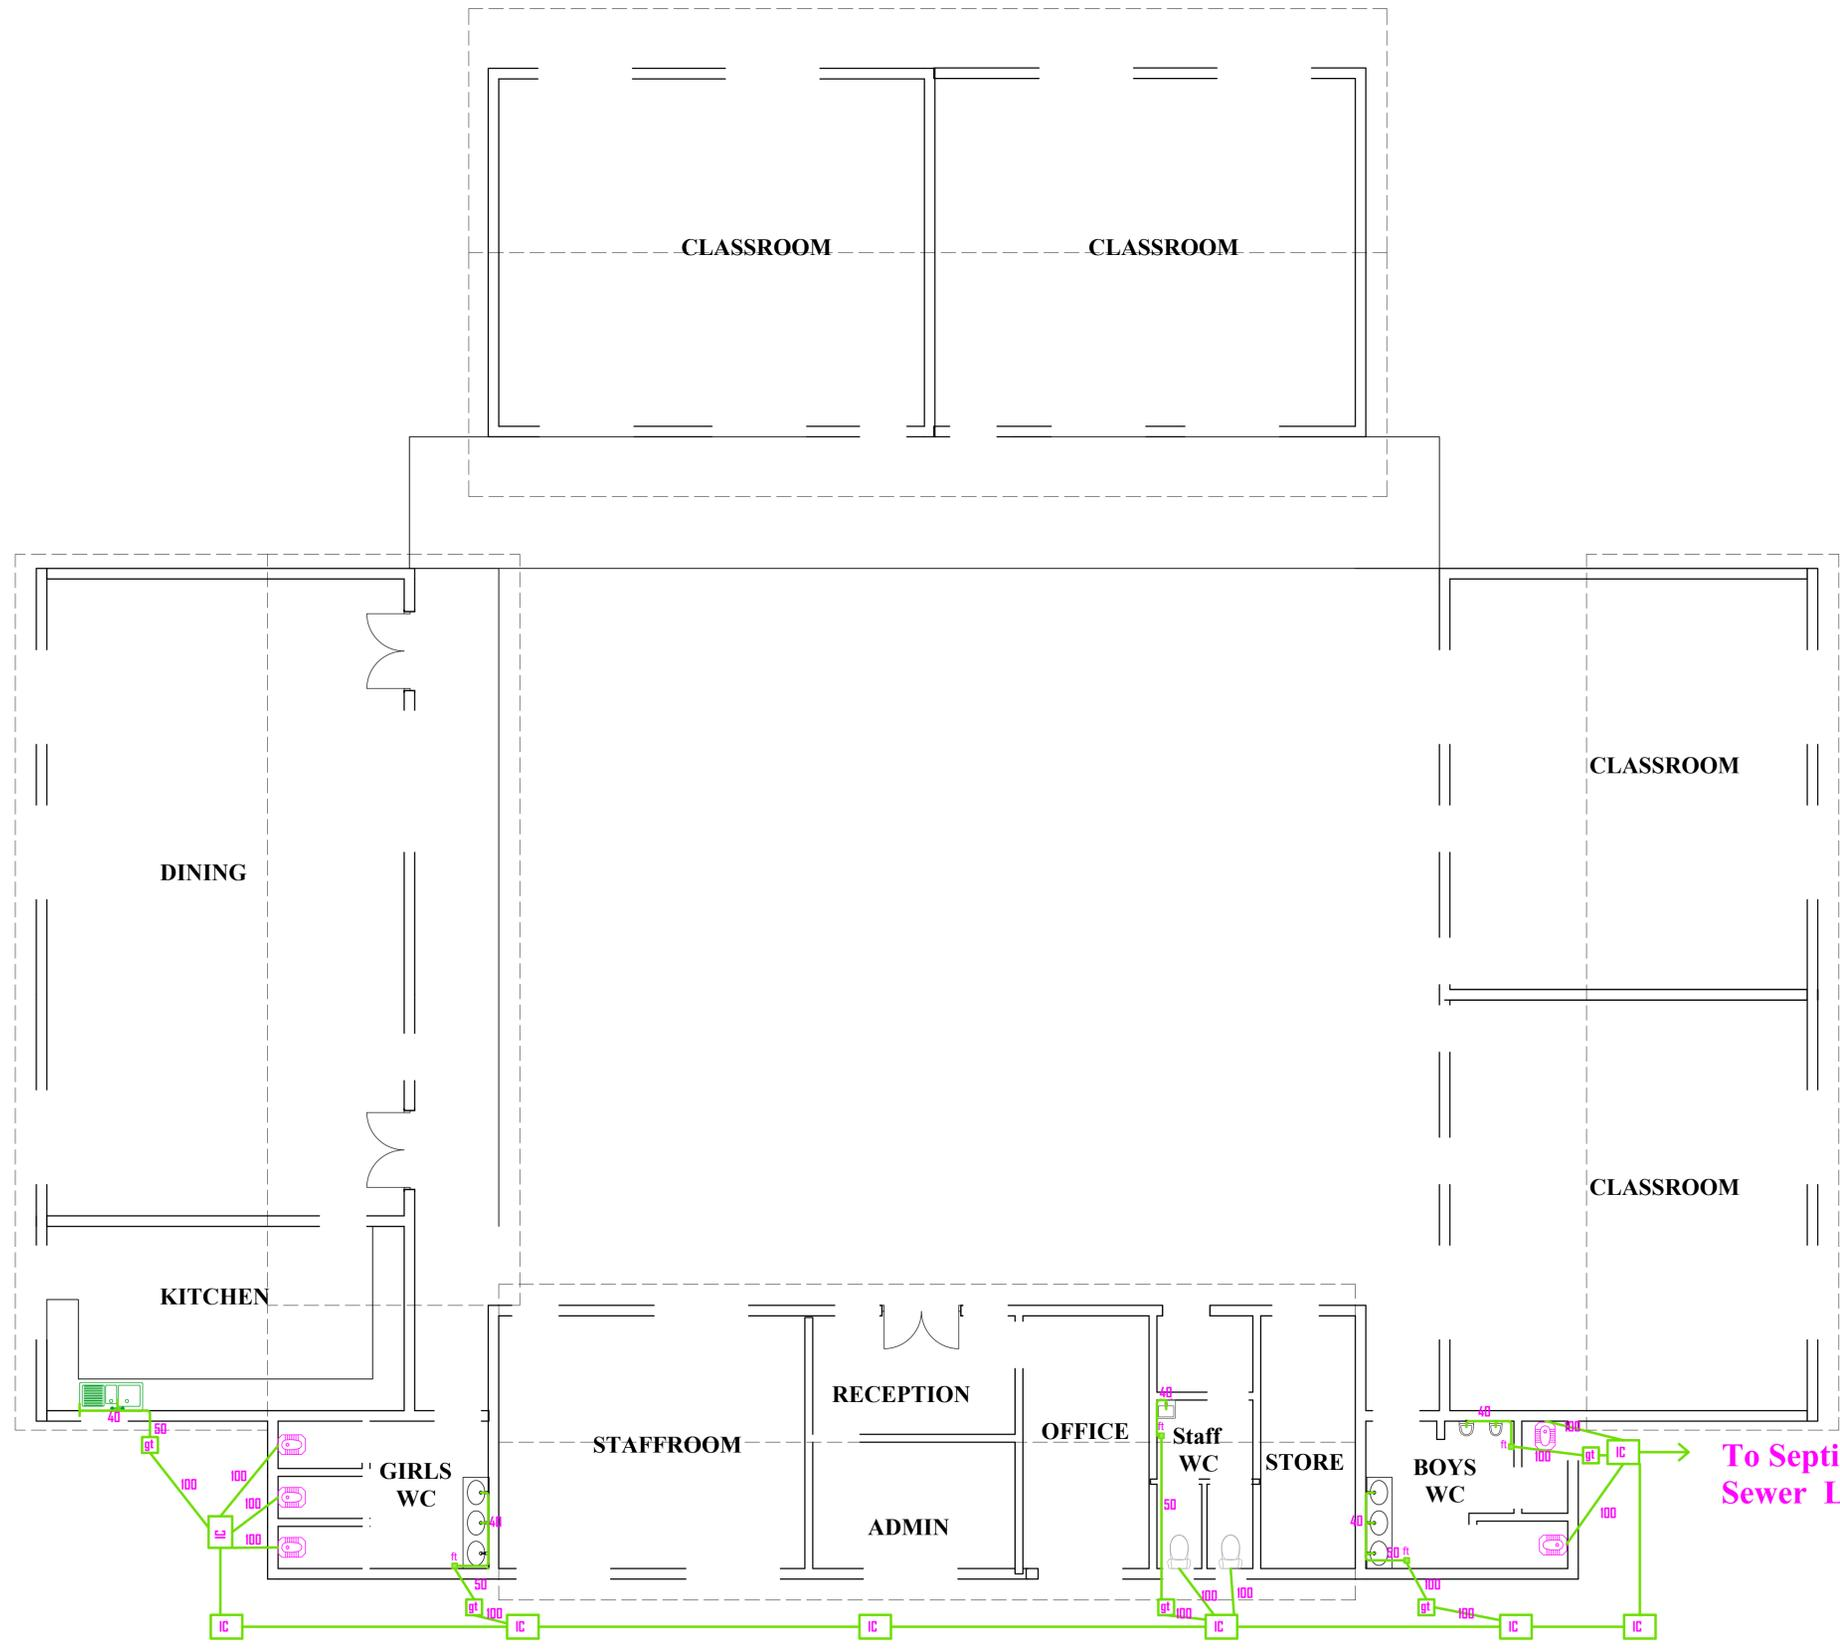 CLASSROOM
CLASSROOM
CLASSROOM
DINING
CLASSROOM
KITCHEN
RECEPTION
OFFICE
STAFFROOM
Staff
WC
STORE
GIRLS
WC
BOYS
WC
ADMIN
To Septi
Sewer L
40
50
gt
100
100
100
100
IC
40
ft
50
gt
100
40
ft
50
gt
100
100
100
40
50
ft
100
gt
100
40
ft
100
gt
100
IC
100
IC
IC
IC
IC
IC
IC